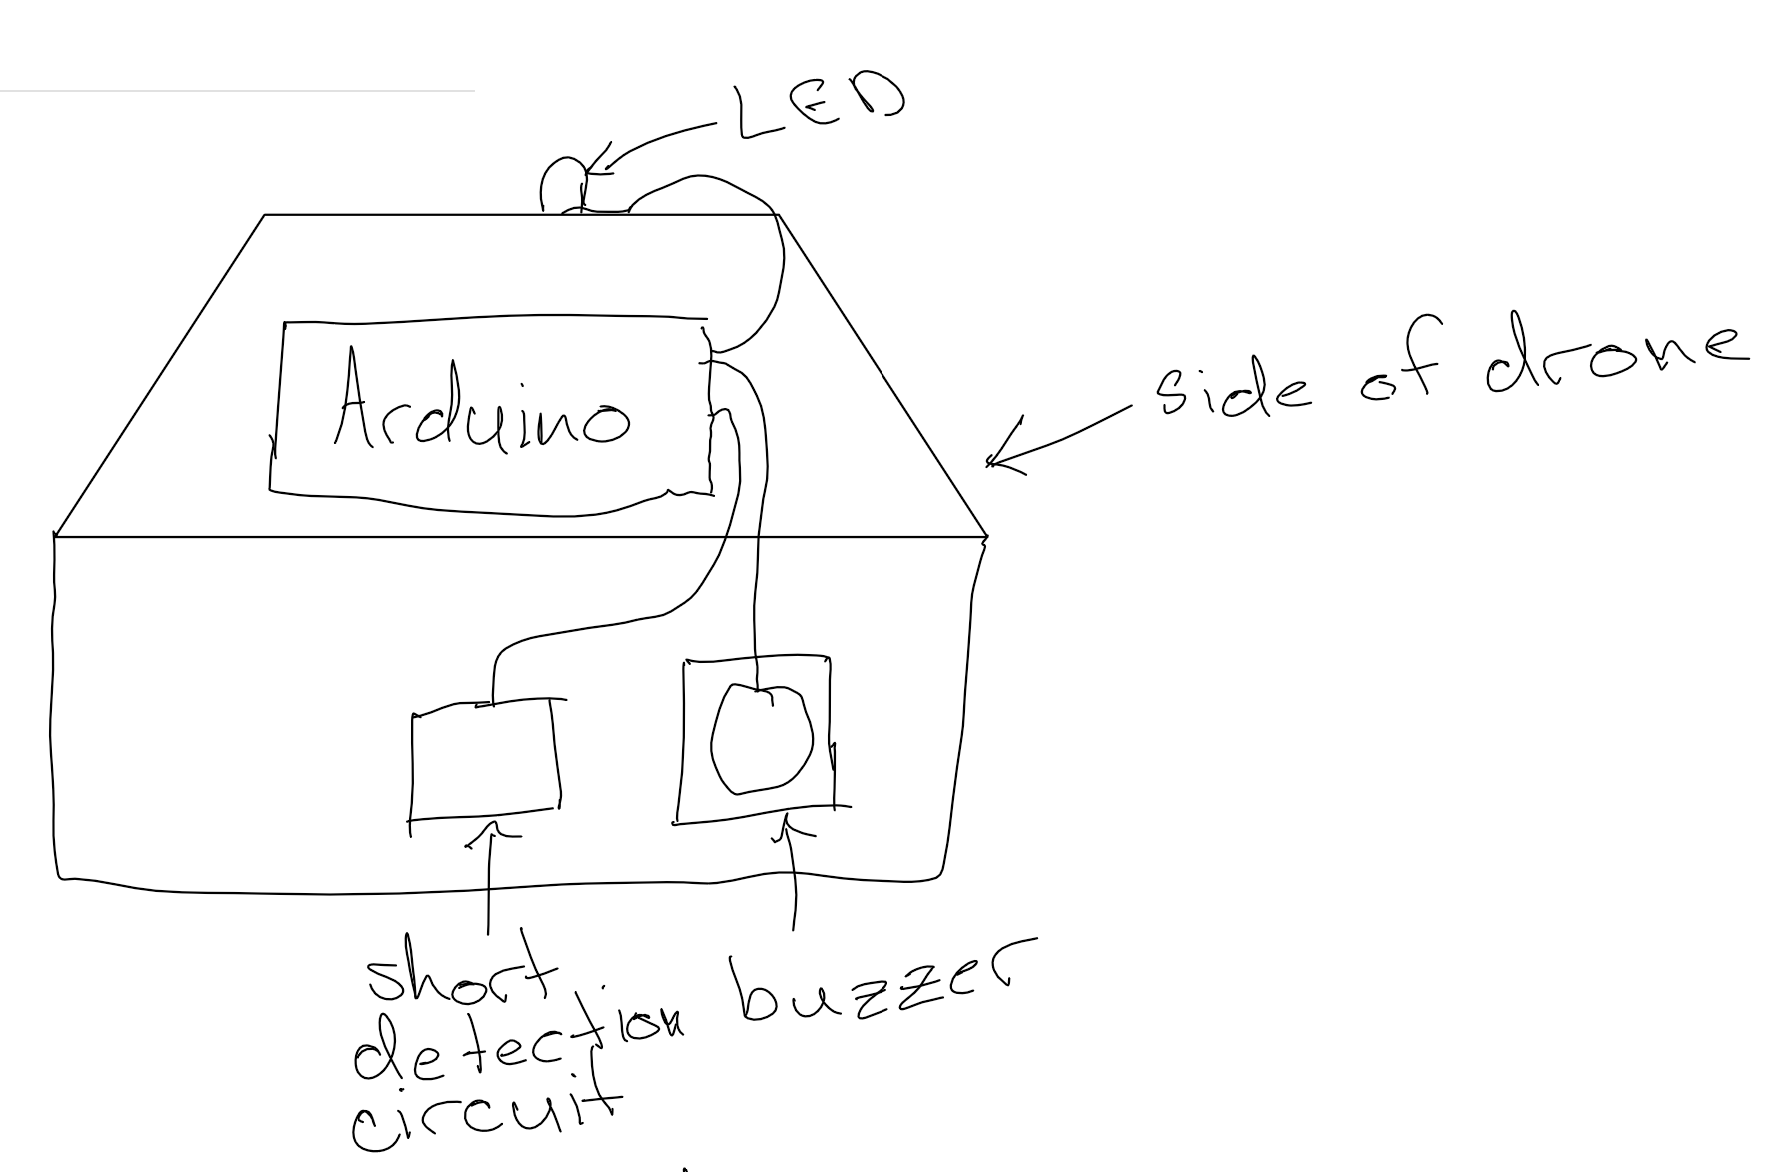 LED
side of drone
Arduino
short
detection
circuit
buzzer